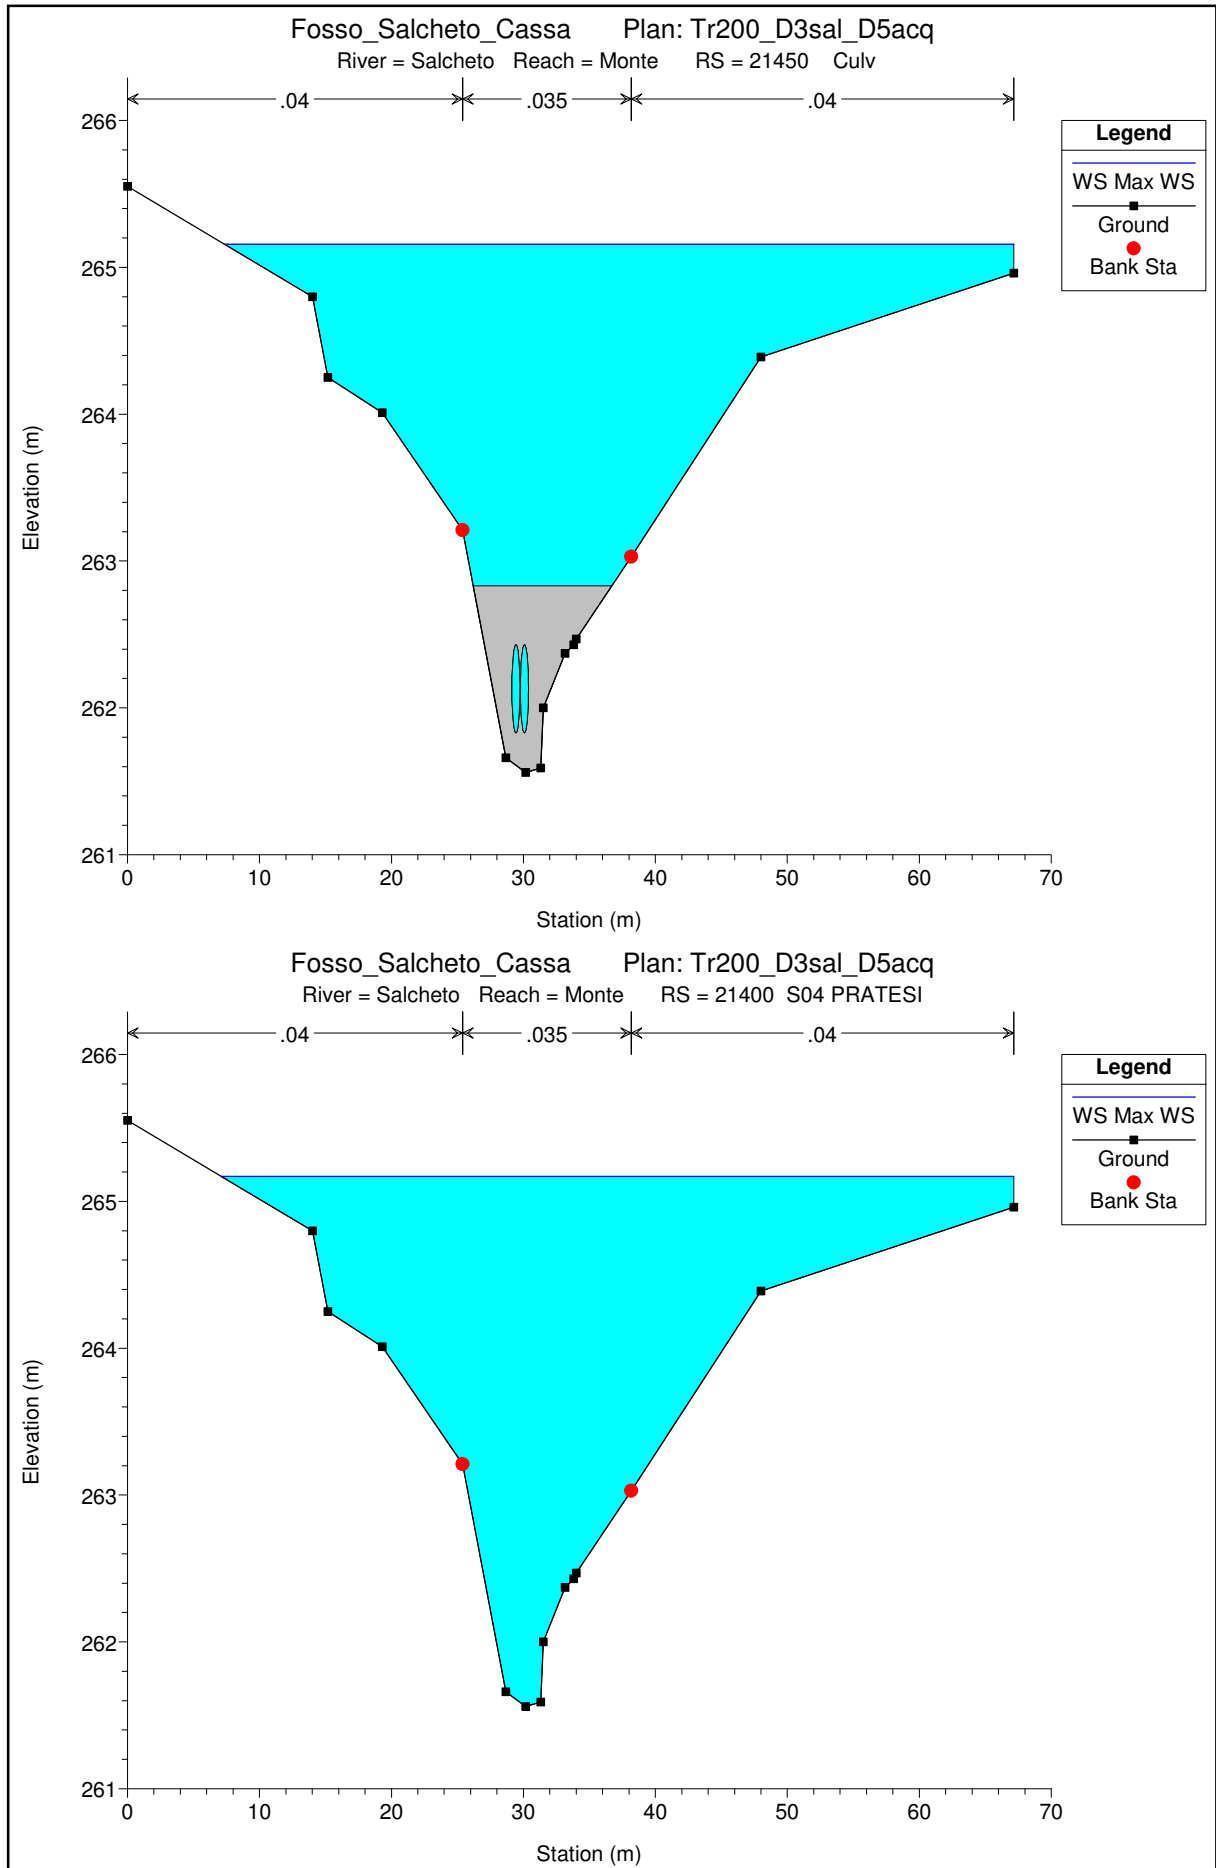 Fosso_Salcheto_Cassa Plan: Tr200_D3sal_D5acq
River = Salcheto Reach = Monte RS = 21450 Culv
.04 .035 .04
266
265
264
263
262
261
Elevation (m)
0 10 20 30 40 50 60 70
Station (m)
Legend
WS Max WS
Ground
Bank Sta
Fosso_Salcheto_Cassa Plan: Tr200_D3sal_D5acq
River = Salcheto Reach = Monte RS = 21400 S04 PRATESI
.04 .035 .04
266
265
264
263
262
261
Elevation (m)
0 10 20 30 40 50 60 70
Station (m)
Legend
WS Max WS
Ground
Bank Sta